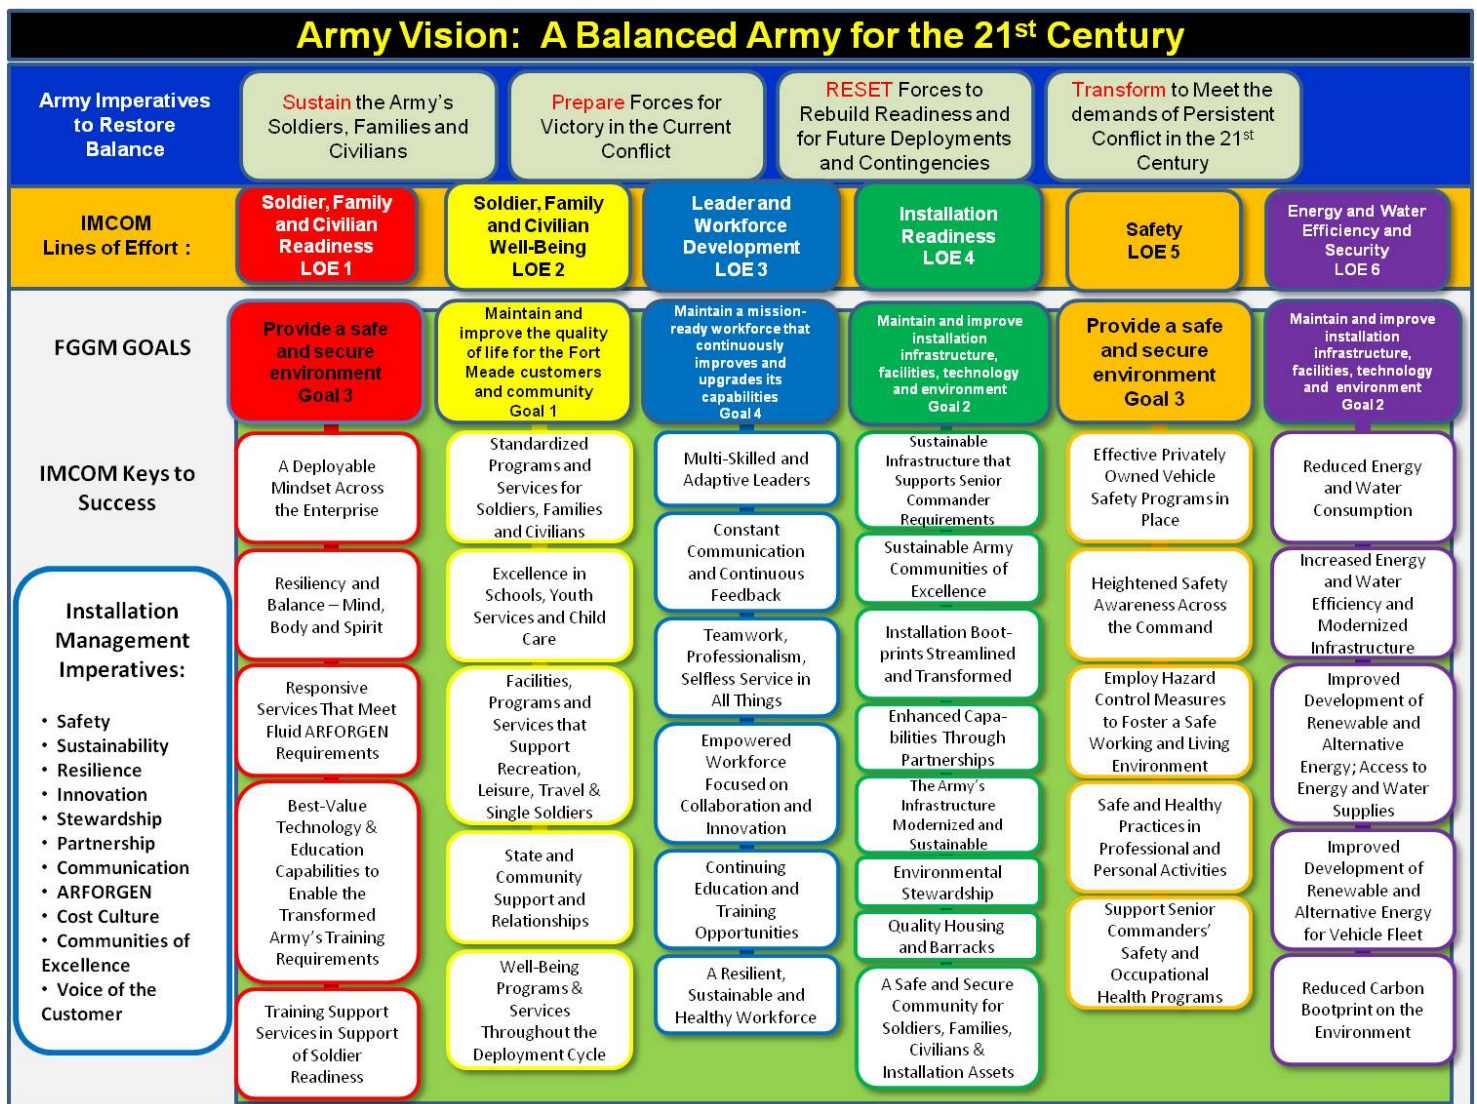 Army Vision:  A Balanced Army for the 21st Century
Army Imperatives
to Restore
Balance
Sustain the Army's
Soldiers, Families and
Civilians
Prepare Forces for
Victory in the Current
Conflict
RESET Forces to
Rebuild Readiness and
for Future Deployments
and Contingencies
Transform to Meet the
demands of Persistent
Conflict in the 21st
Century
IMCOM
Lines of Effort :
Soldier, Family
and Civilian
Readiness
LOE 1
Soldier, Family
and Civilian
Well-Being
LOE 2
Leader and
Workforce
Development
LOE 3
Installation
Readiness
LOE 4
Safety
LOE 5
Energy and Water
Efficiency and
Security
LOE 6
FGGM GOALS
Provide a safe
and secure
environment
Goal 3
Maintain and
improve the quality
of life for the Fort
Meade customers
and community
Goal 1
Maintain a mission-
ready workforce that
continuously
improves and
upgrades its
capabilities
Goal 4
Maintain and improve
installation
infrastructure,
facilities, technology
and environment
Goal 2
Provide a safe
and secure
environment
Goal 3
Maintain and improve
installation
infrastructure,
facilities, technology
and environment
Goal 2
IMCOM Keys to
Success
Installation
Management
Imperatives:
• Safety
• Sustainability
• Resilience
• Innovation
• Stewardship
• Partnership
• Communication
• ARFORGEN
• Cost Culture
• Communities of
Excellence
• Voice of the
Customer
A Deployable
Mindset Across
the Enterprise
Resiliency and
Balance – Mind,
Body and Spirit
Responsive
Services That Meet
Fluid ARFORGEN
Requirements
Best-Value
Technology &
Education
Capabilities to
Enable the
Transformed
Army's Training
Requirements
Training Support
Services in Support
of Soldier
Readiness
Standardized
Programs and
Services for
Soldiers, Families
and Civilians
Excellence in
Schools, Youth
Services and Child
Care
Facilities,
Programs and
Services that
Support
Recreation,
Leisure, Travel &
Single Soldiers
State and
Community
Support and
Relationships
Well-Being
Programs &
Services
Throughout the
Deployment Cycle
Multi-Skilled and
Adaptive Leaders
Constant
Communication
and Continuous
Feedback
Teamwork,
Professionalism,
Selfless Service in
All Things
Empowered
Workforce
Focused on
Collaboration and
Innovation
Continuing
Education and
Training
Opportunities
A Resilient,
Sustainable and
Healthy Workforce
Sustainable
Infrastructure that
Supports Senior
Commander
Requirements
Sustainable Army
Communities of
Excellence
Installation Boot-
prints Streamlined
and Transformed
Enhanced Capa-
bilities Through
Partnerships
The Army's
Infrastructure
Modernized and
Sustainable
Environmental
Stewardship
Quality Housing
and Barracks
A Safe and Secure
Community for
Soldiers, Families,
Civilians &
Installation Assets
Effective Privately
Owned Vehicle
Safety Programs in
Place
Heightened Safety
Awareness Across
the Command
Employ Hazard
Control Measures
to Foster a Safe
Working and Living
Environment
Safe and Healthy
Practices in
Professional and
Personal Activities
Support Senior
Commanders'
Safety and
Occupational
Health Programs
Reduced Energy
and Water
Consumption
Increased Energy
and Water
Efficiency and
Modernized
Infrastructure
Improved
Development of
Renewable and
Alternative
Energy; Access to
Energy and Water
Supplies
Improved
Development of
Renewable and
Alternative Energy
for Vehicle Fleet
Reduced Carbon
Bootprint on the
Environment